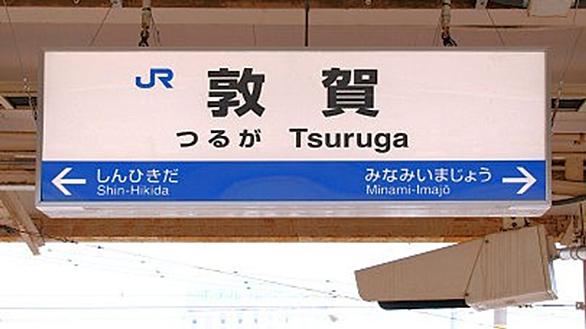 JR 敦賀
つるが Tsuruga
← しんひきだ みなみいまじょう →
Shin-Hikida Minami-Imajō